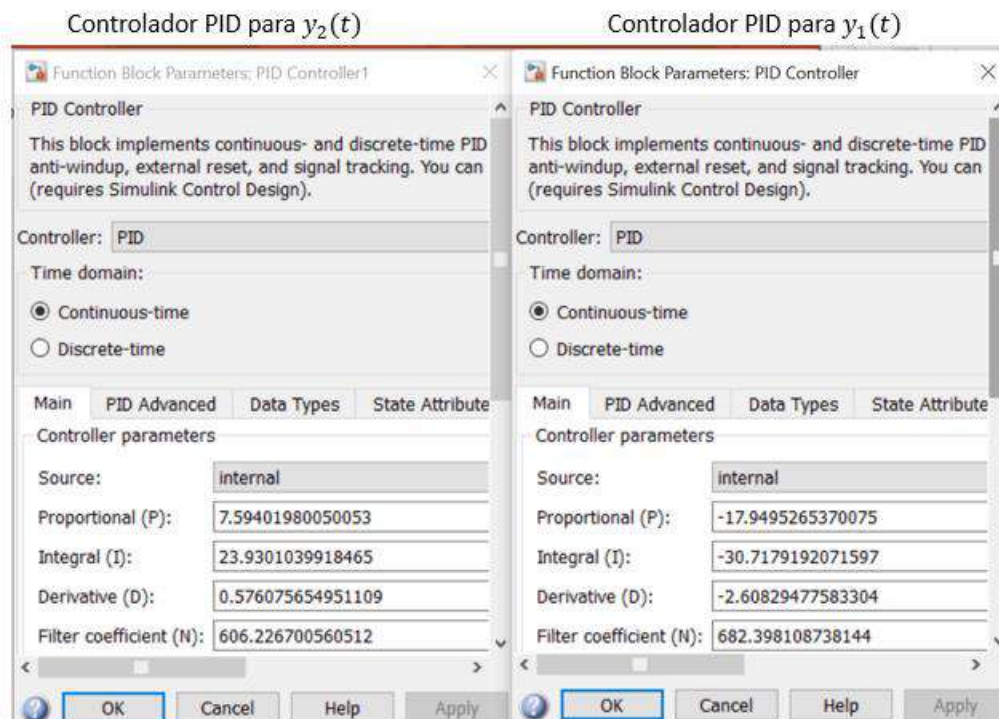 Controlador PID para y₂(t)
Function Block Parameters: PID Controller1
PID Controller
This block implements continuous- and discrete-time PID
anti-windup, external reset, and signal tracking. You can
(requires Simulink Control Design).
Controller: PID
Time domain:
Continuous-time
Discrete-time
Main PID Advanced Data Types State Attribute
Controller parameters
Source: internal
Proportional (P): 7.59401980050053
Integral (I): 23.9301039918465
Derivative (D): 0.576075654951109
Filter coefficient (N): 606.226700560512
OK Cancel Help Apply
Controlador PID para y₁(t)
Function Block Parameters: PID Controller
PID Controller
This block implements continuous- and discrete-time PID
anti-windup, external reset, and signal tracking. You can
(requires Simulink Control Design).
Controller: PID
Time domain:
Continuous-time
Discrete-time
Main PID Advanced Data Types State Attribute
Controller parameters
Source: internal
Proportional (P): -17.9495265370075
Integral (I): -30.7179192071597
Derivative (D): -2.60829477583304
Filter coefficient (N): 682.398108738144
OK Cancel Help Apply